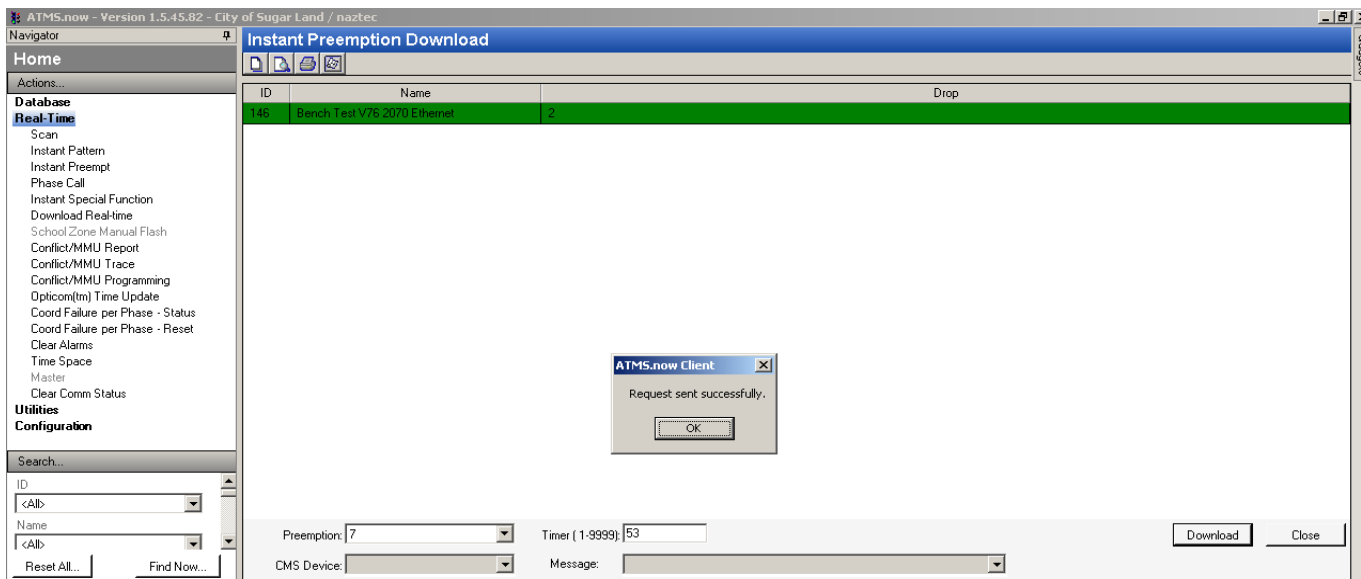 ATMS.now - Version 1.5.45.82 - City of Sugar Land / naztec
Navigator
Home
Actions...
Database
Real-Time
Scan
Instant Pattern
Instant Preempt
Phase Call
Instant Special Function
Download Real-time
School Zone Manual Flash
Conflict/MMU Report
Conflict/MMU Trace
Conflict/MMU Programming
Opticom(tm) Time Update
Coord Failure per Phase - Status
Coord Failure per Phase - Reset
Clear Alarms
Time Space
Master
Clear Comm Status
Utilities
Configuration
Search...
ID
<All>
Name
<All>
Reset All...
Find Now...
Instant Preemption Download
ID Name Drop
146 Bench Test V76 2070 Ethernet 2
ATMS.now Client
Request sent successfully.
OK
Preemption: 7 Timer ( 1-9999): 53
Download Close
CMS Device: Message: